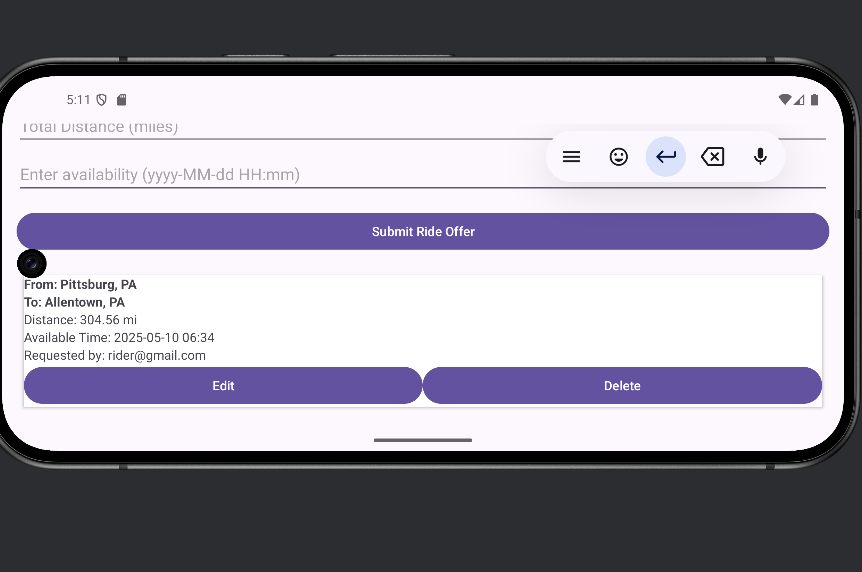 5:11
Total Distance (miles)
Enter availability (yyyy-MM-dd HH:mm)
Submit Ride Offer
From: Pittsburg, PA
To: Allentown, PA
Distance: 304.56 mi
Available Time: 2025-05-10 06:34
Requested by: rider@gmail.com
Edit
Delete